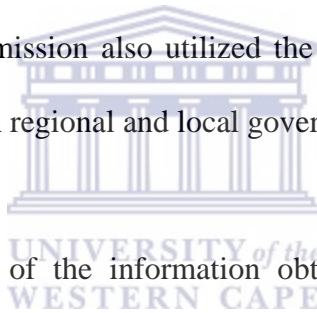 mission also utilized the
regional and local gover
UNIVERSITY of the
of the information obt
WESTERN CAPE